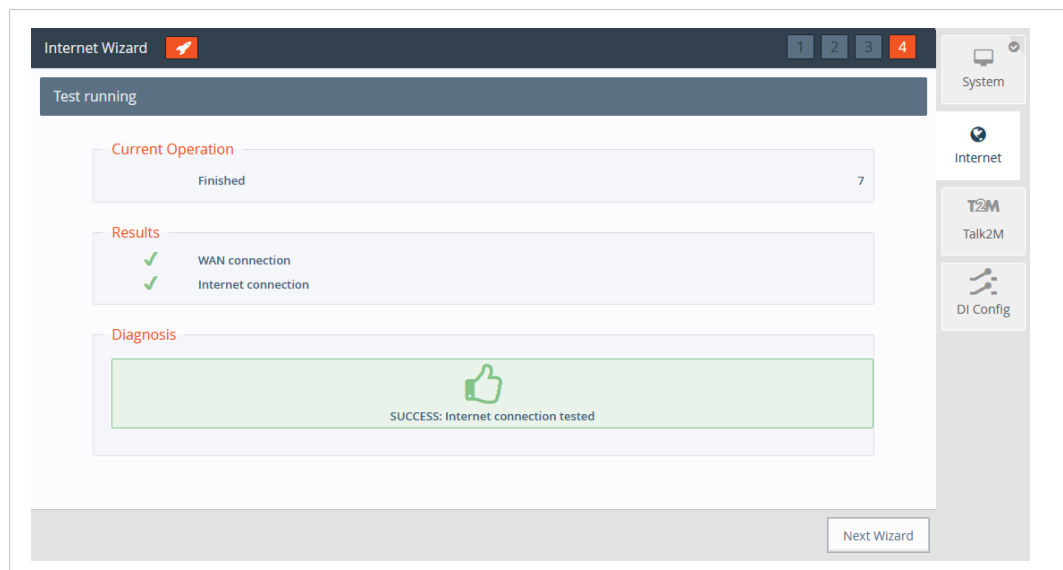 Internet Wizard
1 2 3 4
Test running
Current Operation
Finished 7
Results
WAN connection
Internet connection
Diagnosis
SUCCESS: Internet connection tested
Next Wizard
System
Internet
T2M
Talk2M
DI Config